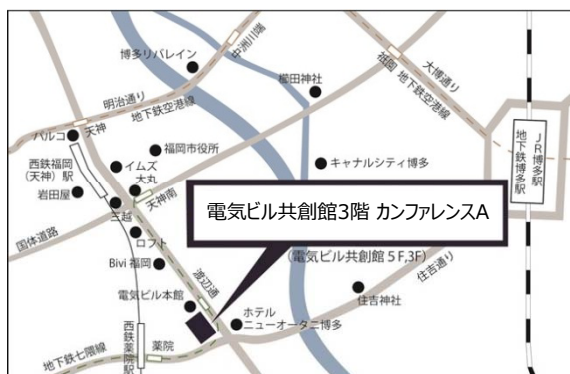 博多リバレイン
中洲川端
櫛田神社
祇園
大博通り
地下鉄空港線
明治通り
地下鉄空港線
パルコ
天神
福岡市役所
西鉄福岡
（天神）駅
イムズ
大丸
天神南
キャナルシティ博多
JR博多駅
地下鉄博多駅
岩田屋
三越
国体道路
ロフト
電気ビル共創館3階 カンファレンスA
（電気ビル共創館５F,3F）
Bivi 福岡
渡辺通
住吉通り
電気ビル本館
住吉神社
ホテル
ニューオータニ博多
西鉄薬院駅
薬院
地下鉄七隈線